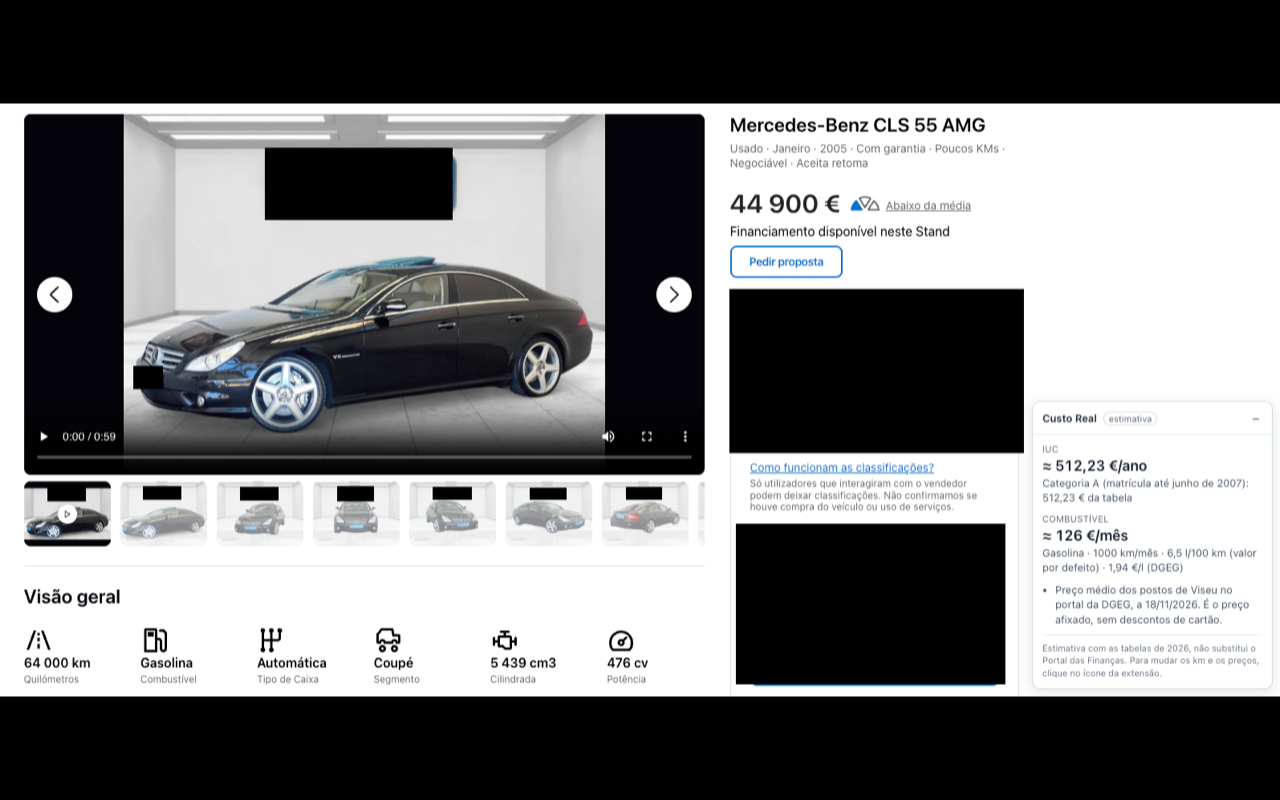 Mercedes-Benz CLS 55 AMG
Usado · Janeiro · 2005 · Com garantia · Poucos KMs ·
Negociável · Aceita retoma
44 900 €
Abaixo da média
Financiamento disponível neste Stand
Pedir proposta
0:00 / 0:59
Como funcionam as classificações?
Só utilizadores que interagiram com o vendedor
podem deixar classificações. Não confirmamos se
houve compra do veículo ou uso de serviços.
Visão geral
64 000 km
Quilómetros
Gasolina
Combustível
Automática
Tipo de Caixa
Coupé
Segmento
5 439 cm3
Cilindrada
476 cv
Potência
Custo Real estimativa
IUC
≈ 512,23 €/ano
Categoria A (matrícula até junho de 2007):
512,23 € da tabela
COMBUSTÍVEL
≈ 126 €/mês
Gasolina · 1000 km/mês · 6,5 l/100 km (valor
por defeito) · 1,94 €/l (DGEG)
• Preço médio dos postos de Viseu no
portal da DGEG, a 18/11/2026. É o preço
afixado, sem descontos de cartão.
Estimativa com as tabelas de 2026, não substitui o
Portal das Finanças. Para mudar os km e os preços,
clique no ícone da extensão.